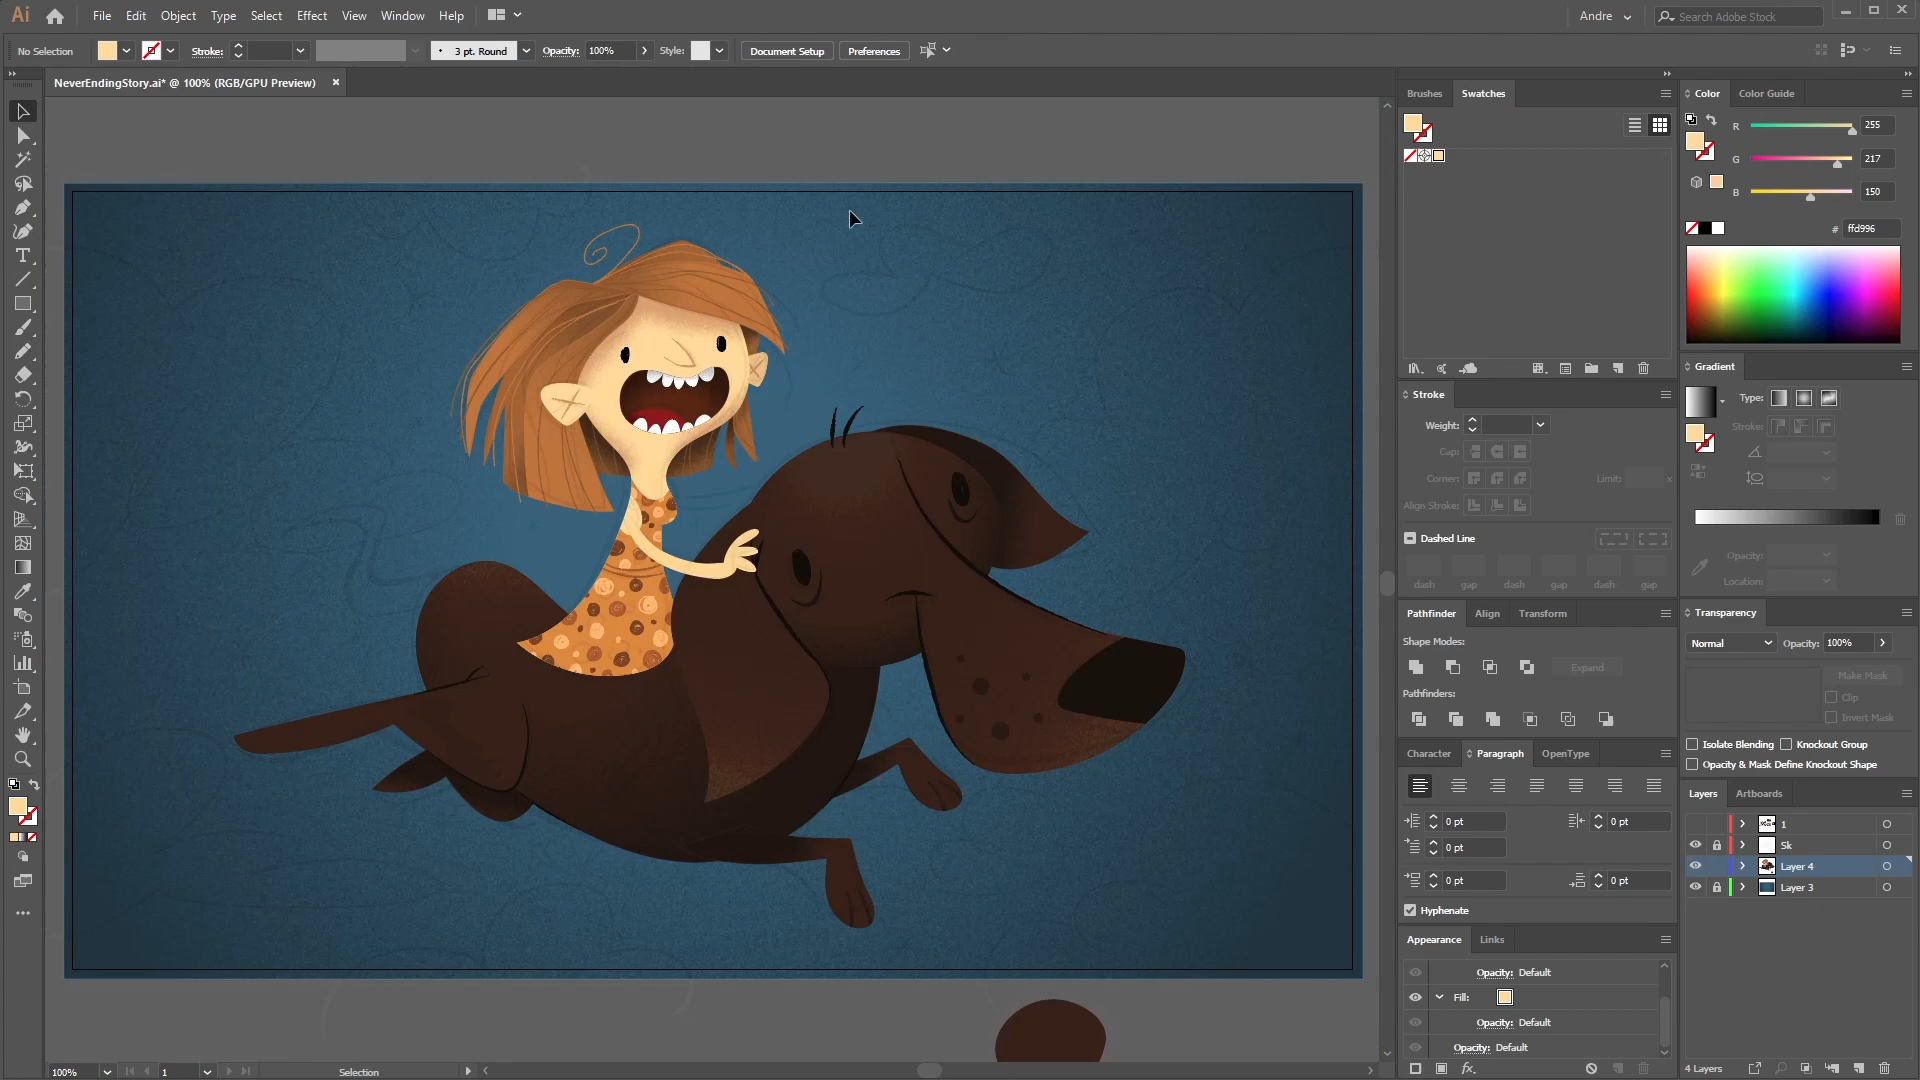 Ai File Edit Object Type Select Effect View Window Help Andre Search Adobe Stock
No Selection Stroke: 3 pt. Round Opacity: 100% Style: Document Setup Preferences
NeverEndingStory.ai* @ 100% (RGB/GPU Preview) ×
Brushes Swatches
Color Color Guide
R 255
G 217
B 150
# ffd996
Stroke
Weight:
Cap:
Corner: Limit: x
Align Stroke:
Dashed Line
dash gap dash gap dash gap
Gradient
Type:
Stroke:
Opacity:
Location:
Pathfinder Align Transform
Shape Modes:
Expand
Pathfinders:
Transparency
Normal Opacity: 100%
Make Mask
Clip
Invert Mask
Isolate Blending Knockout Group
Opacity & Mask Define Knockout Shape
Character Paragraph OpenType
0 pt 0 pt
0 pt
0 pt 0 pt
Hyphenate
Layers Artboards
1
Sk
Layer 4
Layer 3
4 Layers
Appearance Links
Opacity: Default
Fill:
Opacity: Default
Opacity: Default
fx.
100% 1 Selection